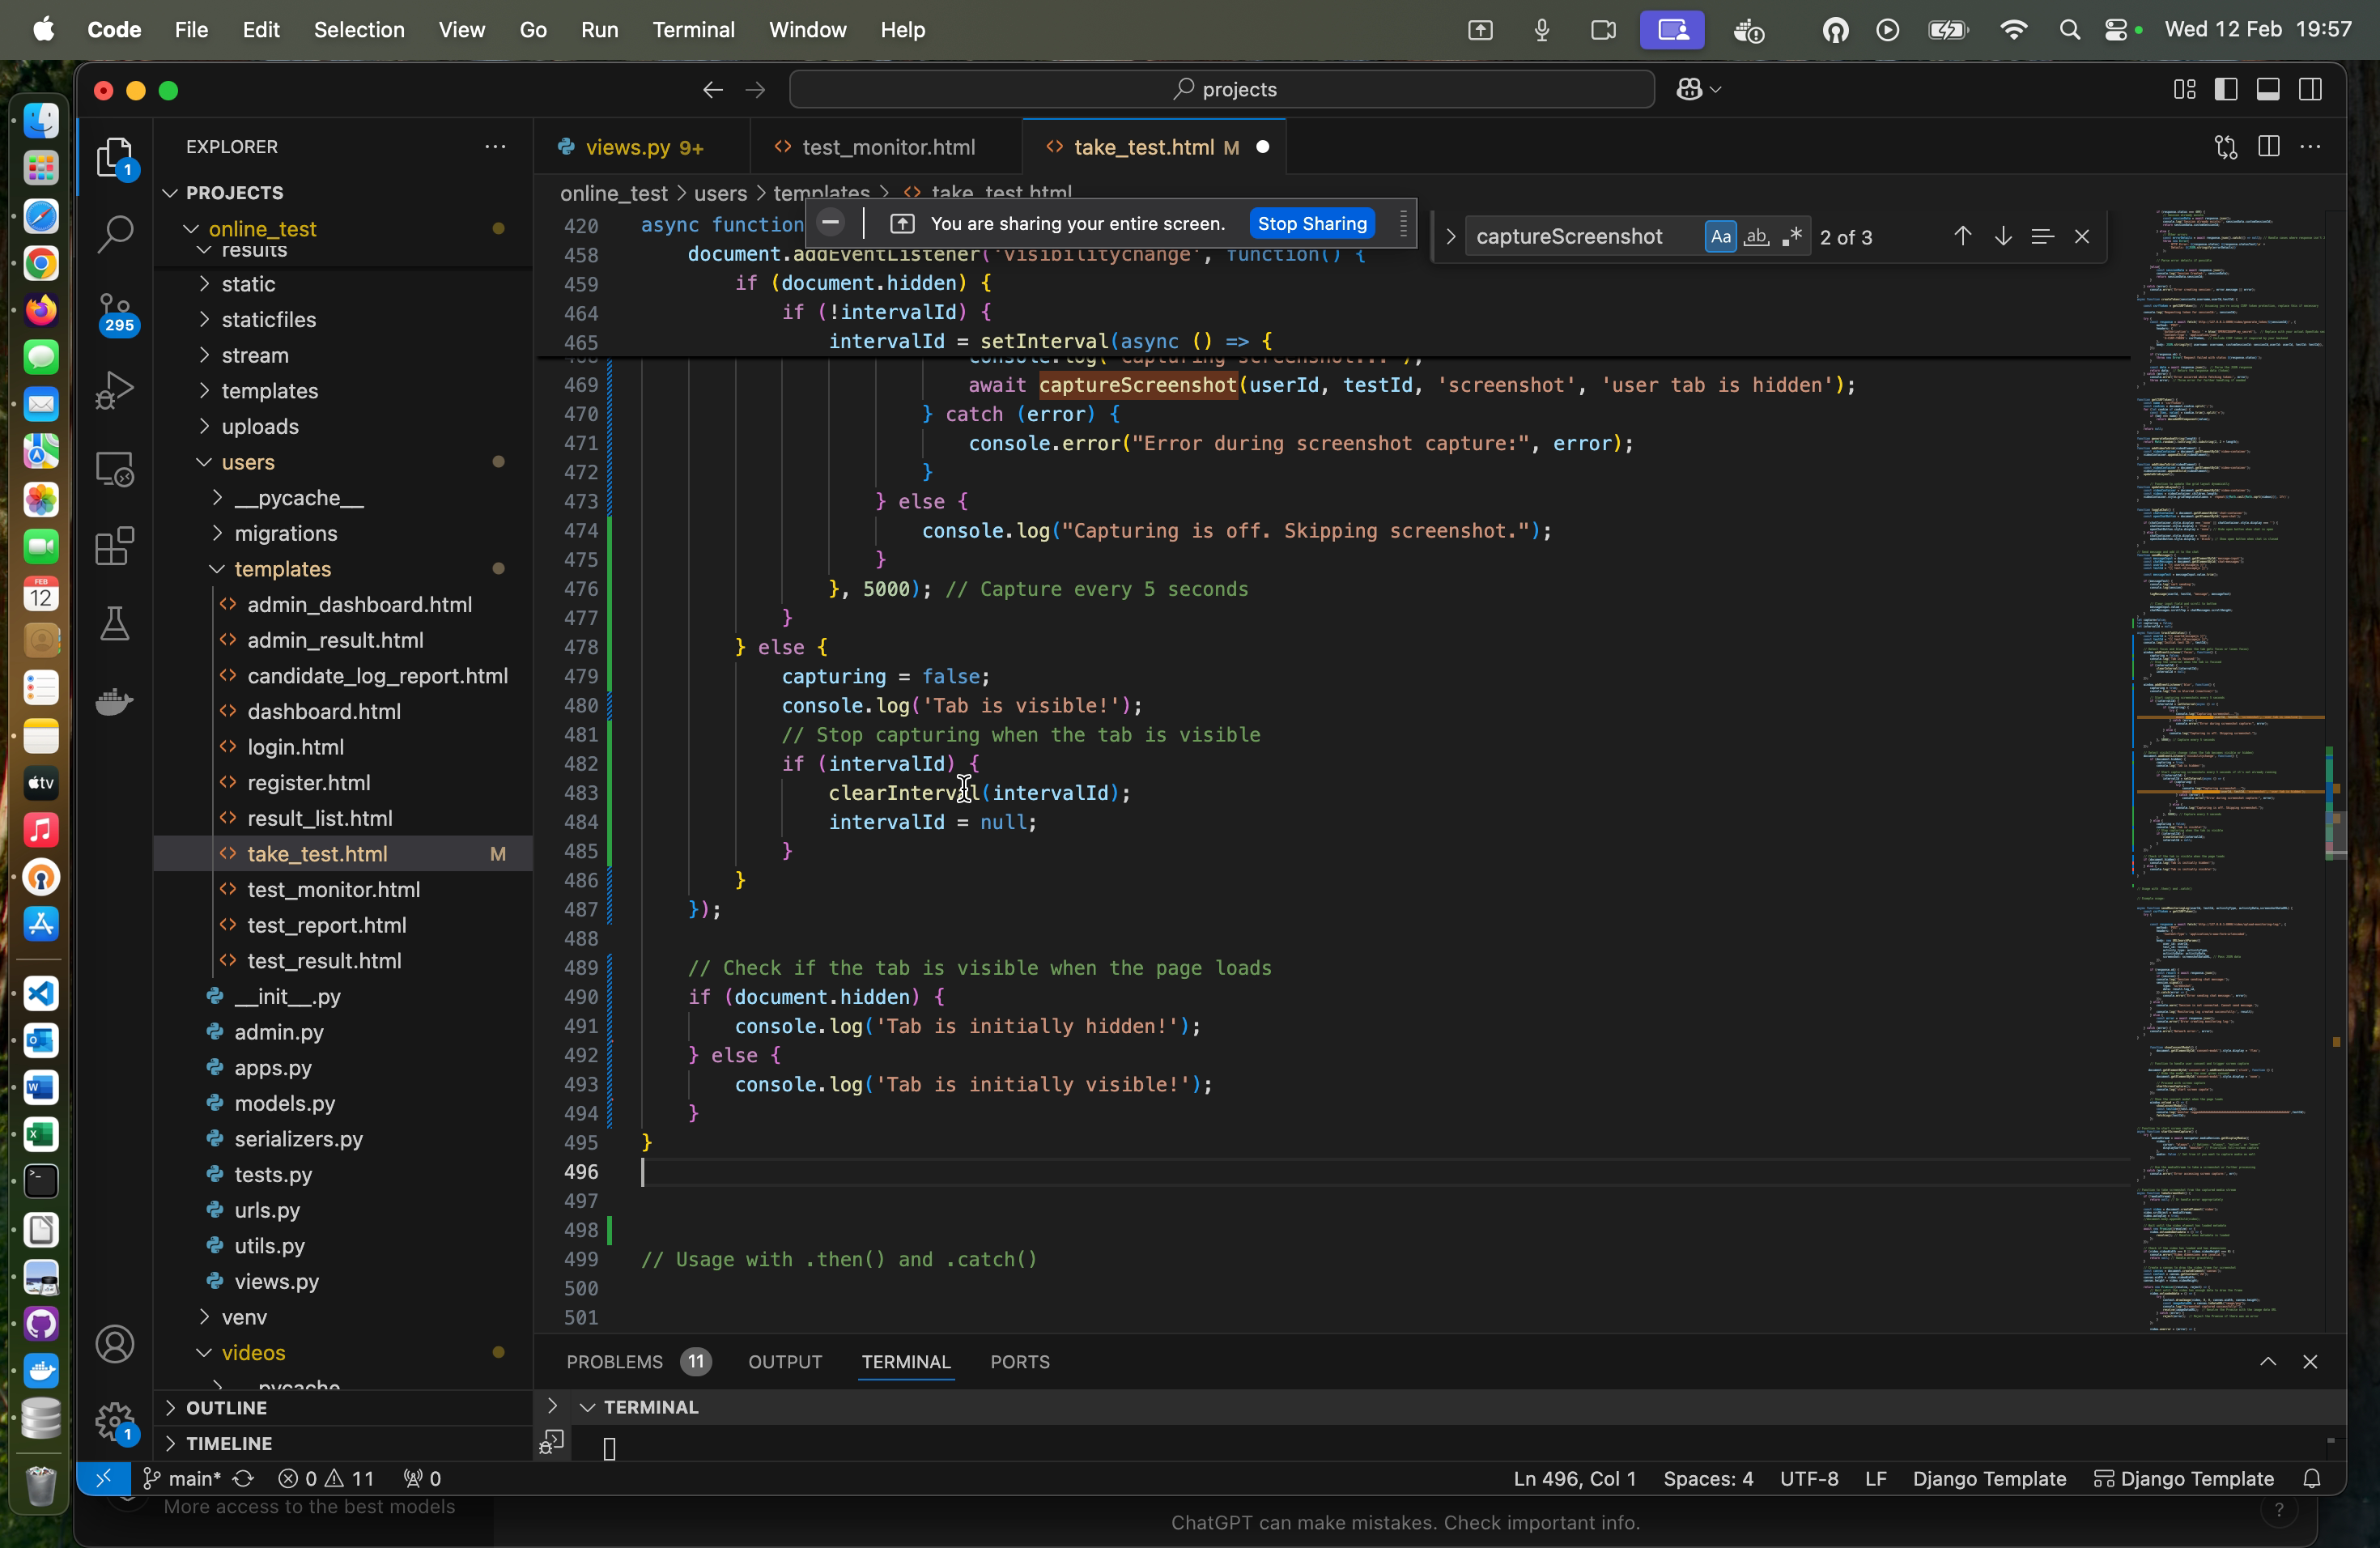 Code File Edit Selection View Go Run Terminal Window Help Wed 12 Feb 19:57
projects
EXPLORER
PROJECTS
online_test
results
static
staticfiles
stream
templates
uploads
users
__pycache__
migrations
templates
admin_dashboard.html
admin_result.html
candidate_log_report.html
dashboard.html
login.html
register.html
result_list.html
take_test.html M
test_monitor.html
test_report.html
test_result.html
__init__.py
admin.py
apps.py
models.py
serializers.py
tests.py
urls.py
utils.py
views.py
venv
videos
pycache
OUTLINE
TIMELINE
1
295
1
FEB
12
tv
views.py 9+ test_monitor.html take_test.html M
online_test > users > templates > take_test.html
You are sharing your entire screen. Stop Sharing
captureScreenshot Aa ab 2 of 3
420 async function
458 document.addEventListener('visibilitychange', function() {
459 if (document.hidden) {
464 if (!intervalId) {
465 intervalId = setInterval(async () => {
468 console.log("Capturing screenshot...");
469 await captureScreenshot(userId, testId, 'screenshot', 'user tab is hidden');
470 } catch (error) {
471 console.error("Error during screenshot capture:", error);
472 }
473 } else {
474 console.log("Capturing is off. Skipping screenshot.");
475 }
476 }, 5000); // Capture every 5 seconds
477 }
478 } else {
479 capturing = false;
480 console.log('Tab is visible!');
481 // Stop capturing when the tab is visible
482 if (intervalId) {
483 clearInterval(intervalId);
484 intervalId = null;
485 }
486 }
487 });
488
489 // Check if the tab is visible when the page loads
490 if (document.hidden) {
491 console.log('Tab is initially hidden!');
492 } else {
493 console.log('Tab is initially visible!');
494 }
495 }
496
497
498
499 // Usage with .then() and .catch()
500
501
PROBLEMS 11 OUTPUT TERMINAL PORTS
TERMINAL
main* 0 11 0 Ln 496, Col 1 Spaces: 4 UTF-8 LF Django Template Django Template
More access to the best models
ChatGPT can make mistakes. Check important info. ?